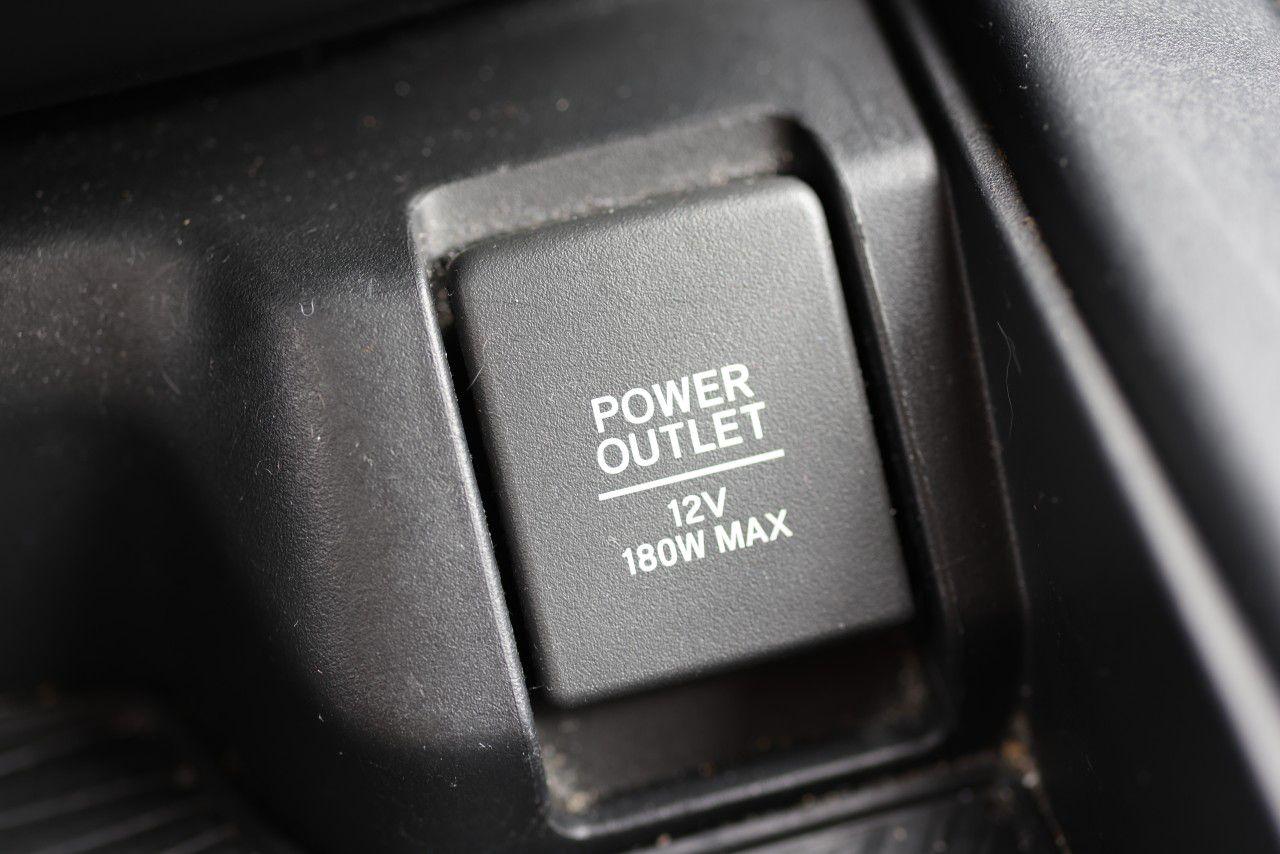 POWER
OUTLET
12V
180W MAX